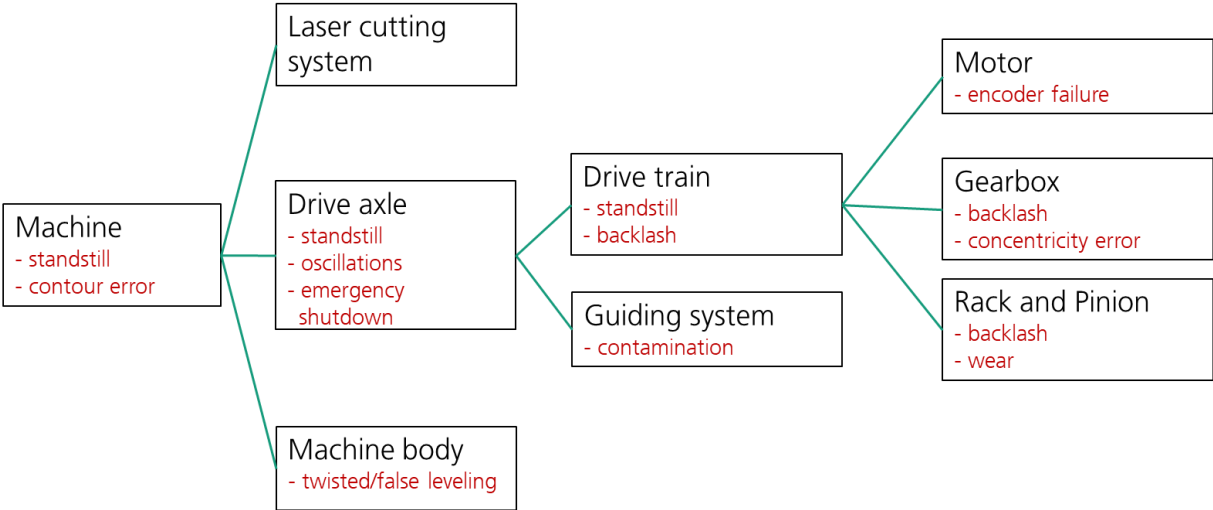 Laser cutting
system
Machine
- standstill
- contour error
Drive axle
- standstill
- oscillations
- emergency
shutdown
Machine body
- twisted/false leveling
Drive train
- standstill
- backlash
Guiding system
- contamination
Motor
- encoder failure
Gearbox
- backlash
- concentricity error
Rack and Pinion
- backlash
- wear